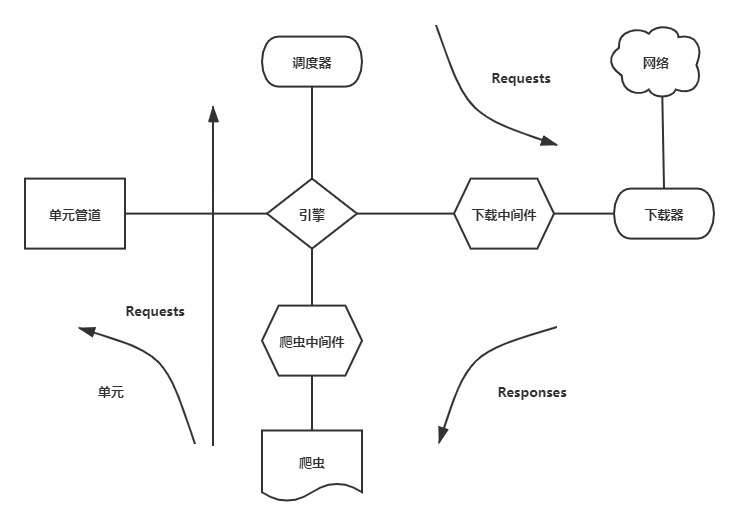 调度器
Requests
网络
单元管道
引擎
下载中间件
下载器
Requests
爬虫中间件
单元
Responses
爬虫